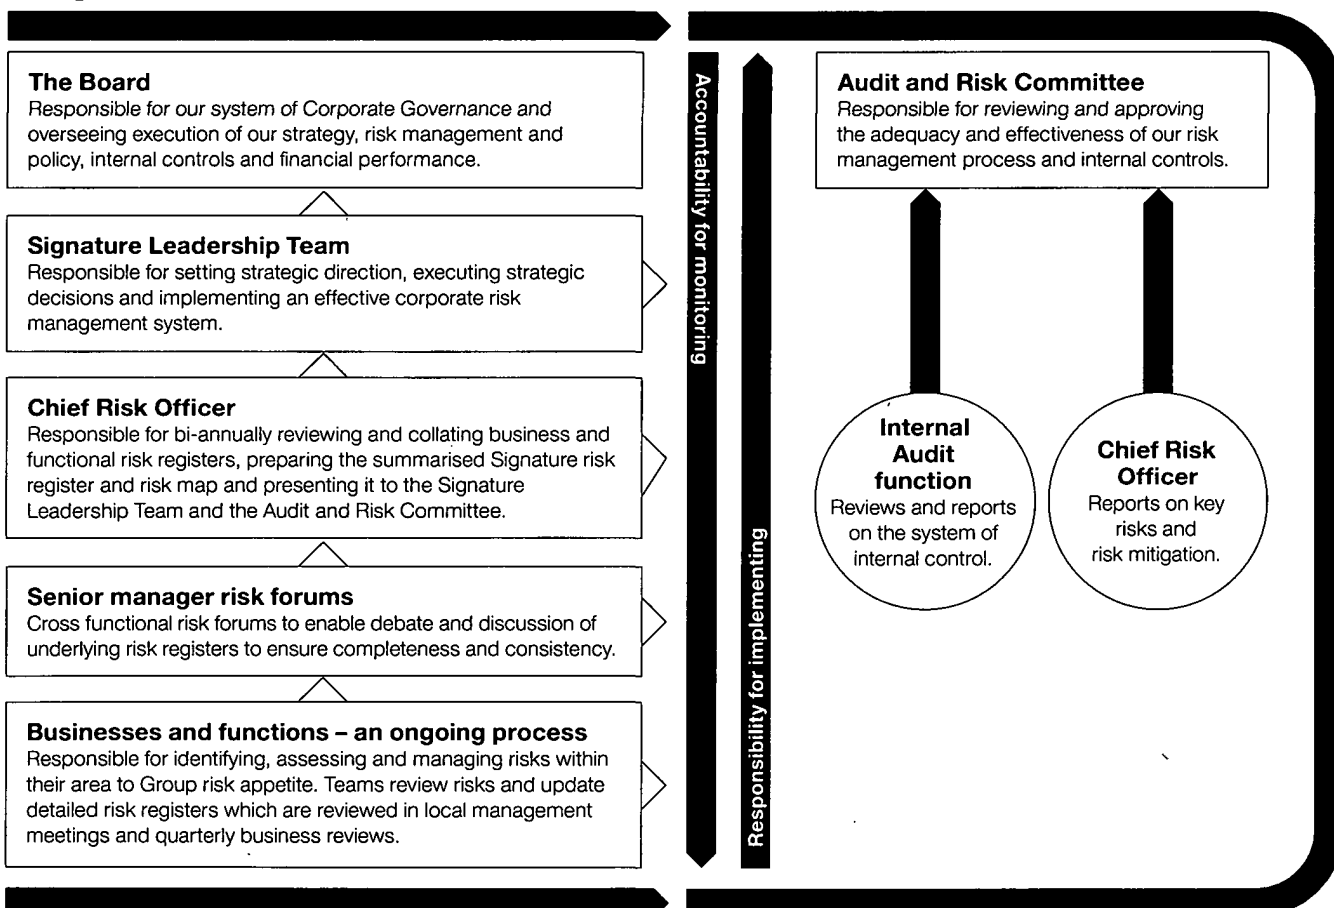 The Board
Responsible for our system of Corporate Governance and
overseeing execution of our strategy, risk management and
policy, internal controls and financial performance.
Signature Leadership Team
Responsible for setting strategic direction, executing strategic
decisions and implementing an effective corporate risk
management system.
Chief Risk Officer
Responsible for bi-annually reviewing and collating business and
functional risk registers, preparing the summarised Signature risk
register and risk map and presenting it to the Signature
Leadership Team and the Audit and Risk Committee.
Senior manager risk forums
Cross functional risk forums to enable debate and discussion of
underlying risk registers to ensure completeness and consistency.
Businesses and functions – an ongoing process
Responsible for identifying, assessing and managing risks within
their area to Group risk appetite. Teams review risks and update
detailed risk registers which are reviewed in local management
meetings and quarterly business reviews.
Accountability for monitoring
Responsibility for implementing
Audit and Risk Committee
Responsible for reviewing and approving
the adequacy and effectiveness of our risk
management process and internal controls.
Internal
Audit
function
Reviews and reports
on the system of
internal control.
Chief Risk
Officer
Reports on key
risks and
risk mitigation.